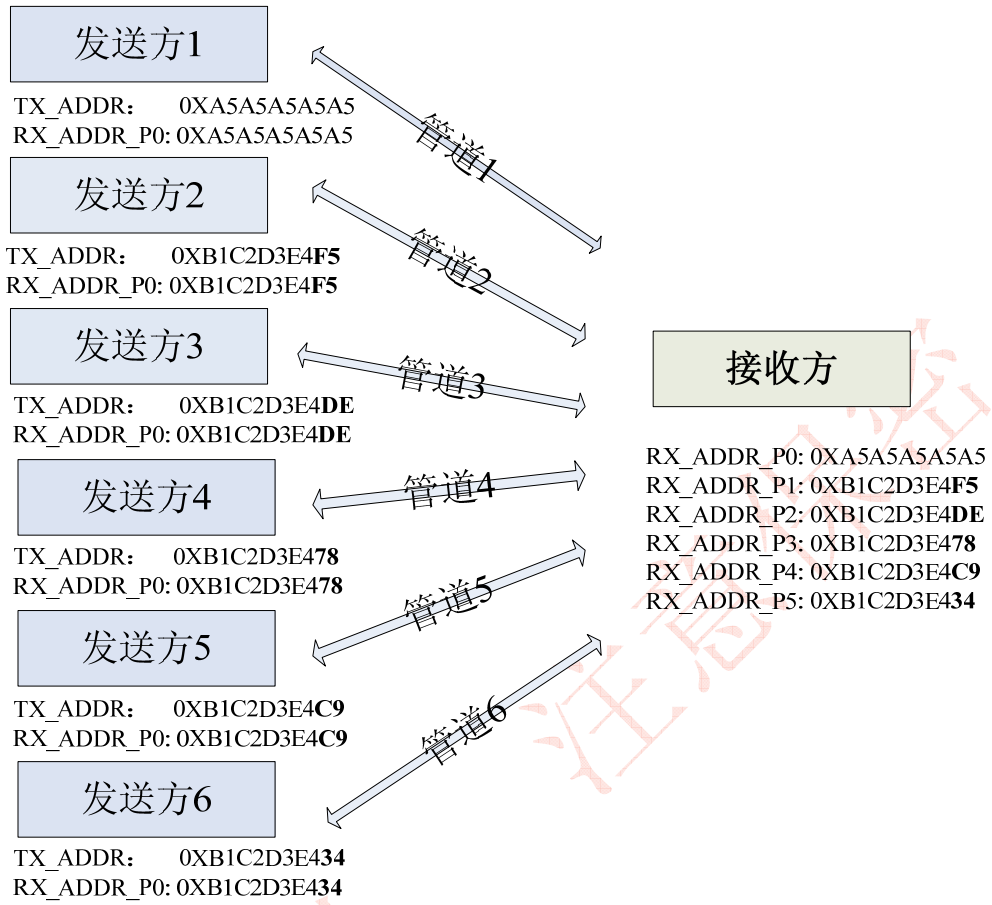 发送方1
TX_ADDR： 0XA5A5A5A5A5
RX_ADDR_P0: 0XA5A5A5A5A5
管道1
发送方2
TX_ADDR： 0XB1C2D3E4F5
RX_ADDR_P0: 0XB1C2D3E4F5
管道2
发送方3
TX_ADDR： 0XB1C2D3E4DE
RX_ADDR_P0: 0XB1C2D3E4DE
管道3
发送方4
TX_ADDR： 0XB1C2D3E478
RX_ADDR_P0: 0XB1C2D3E478
管道4
发送方5
TX_ADDR： 0XB1C2D3E4C9
RX_ADDR_P0: 0XB1C2D3E4C9
管道5
发送方6
TX_ADDR： 0XB1C2D3E434
RX_ADDR_P0: 0XB1C2D3E434
管道6
接收方
RX_ADDR_P0: 0XA5A5A5A5A5
RX_ADDR_P1: 0XB1C2D3E4F5
RX_ADDR_P2: 0XB1C2D3E4DE
RX_ADDR_P3: 0XB1C2D3E478
RX_ADDR_P4: 0XB1C2D3E4C9
RX_ADDR_P5: 0XB1C2D3E434
注意保密